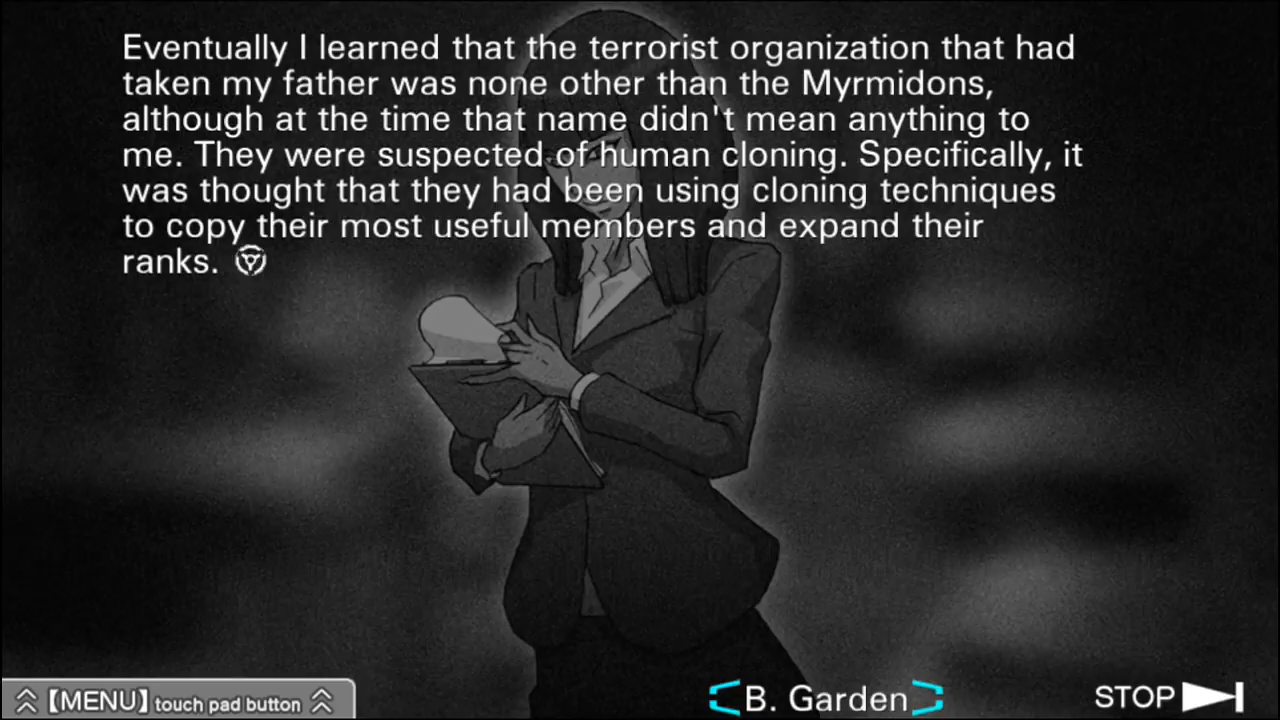 Eventually I learned that the terrorist organization that had
taken my father was none other than the Myrmidons,
although at the time that name didn't mean anything to
me. They were suspected of human cloning. Specifically, it
was thought that they had been using cloning techniques
to copy their most useful members and expand their
ranks.
【MENU】 touch pad button
B. Garden
STOP